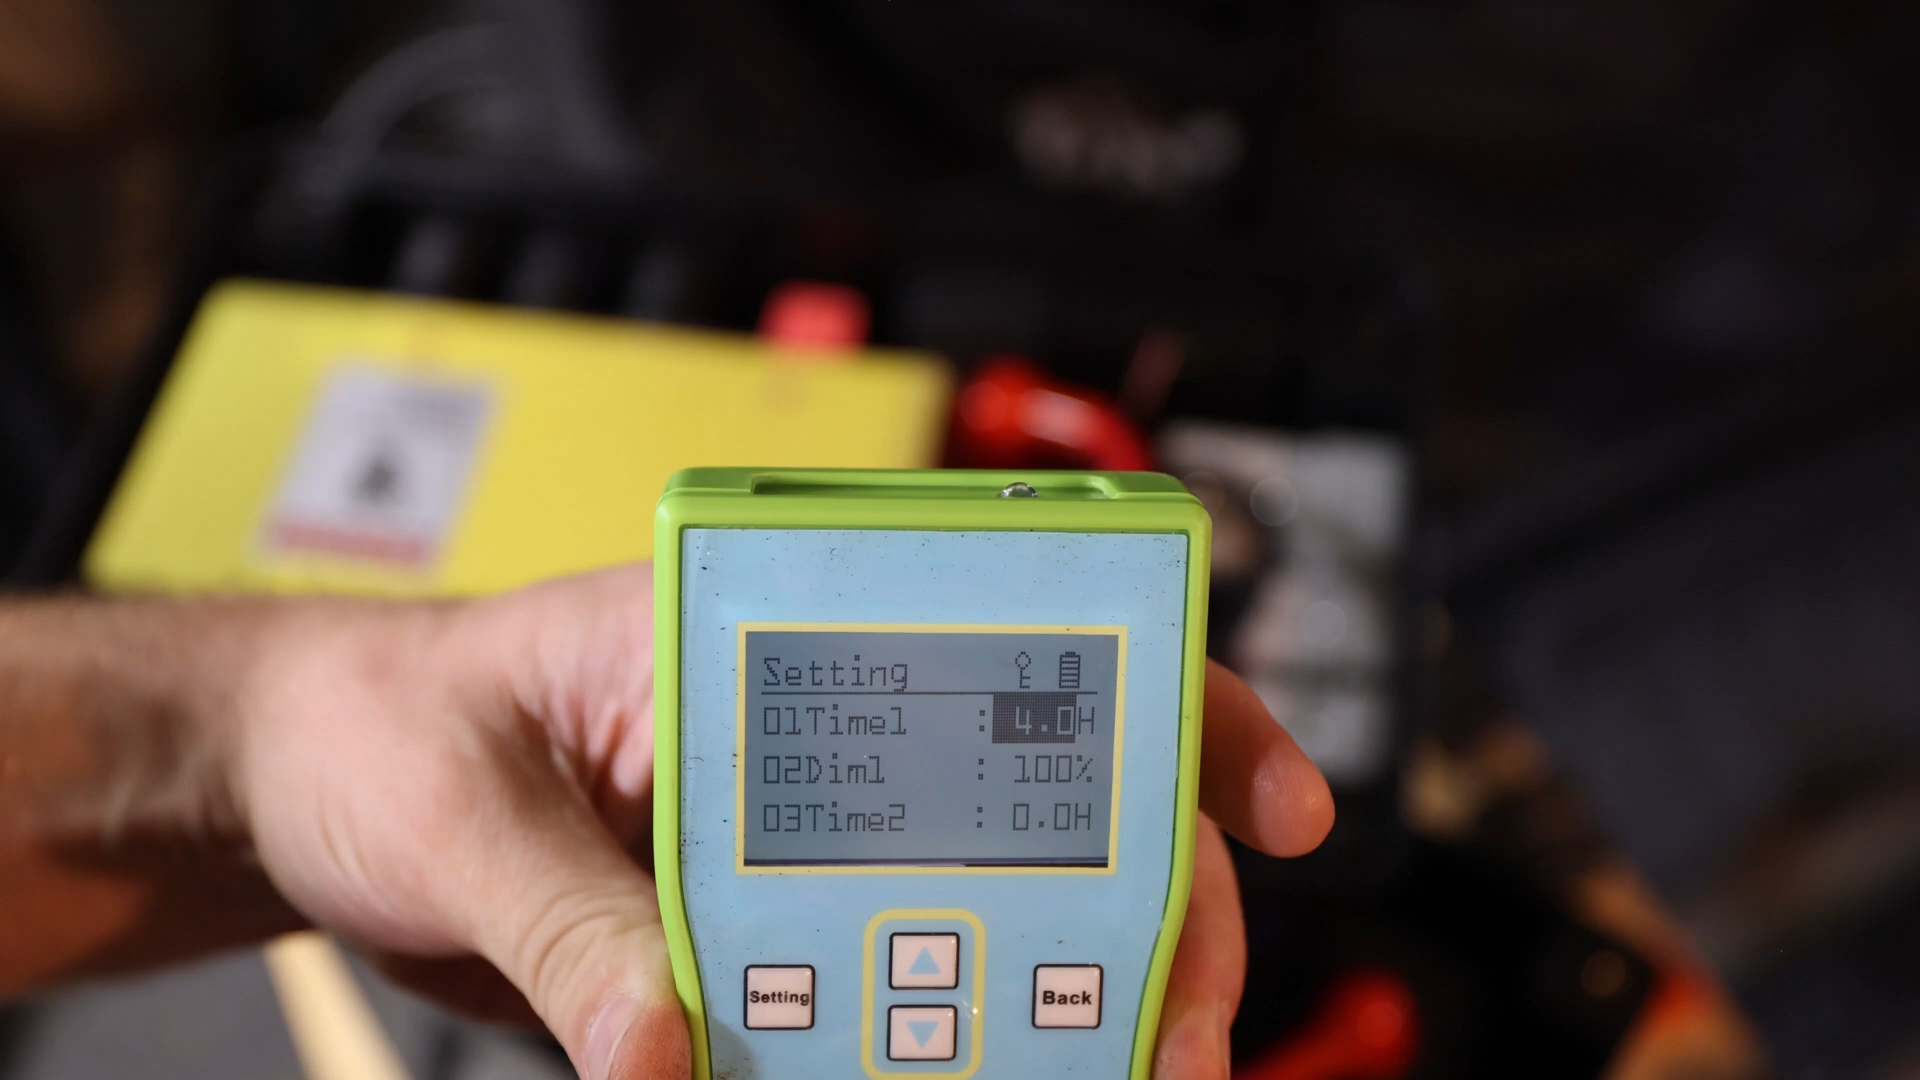 Setting
01Time1 : 4.0H
02Dim1 : 100%
03Time2 : 0.0H
Setting
Back